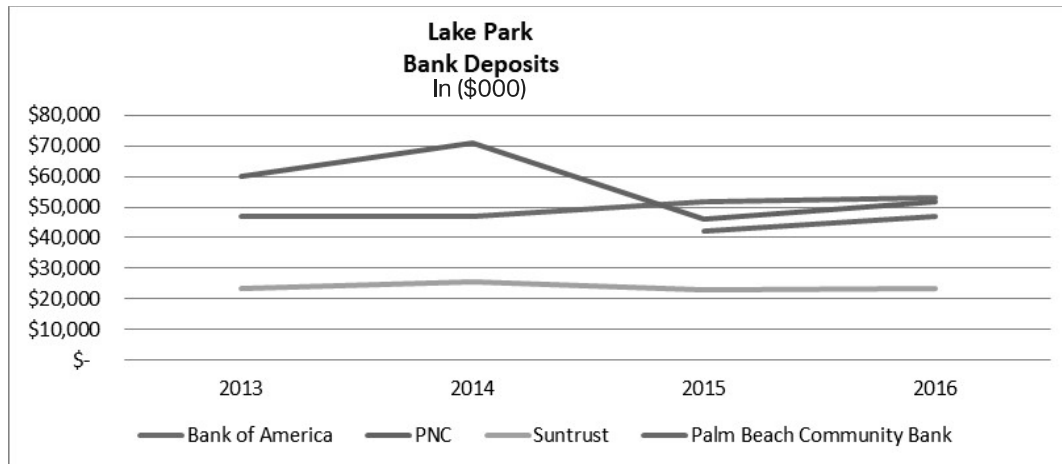 Lake Park
Bank Deposits
In ($000)
$80,000
$70,000
$60,000
$50,000
$40,000
$30,000
$20,000
$10,000
$-
2013 2014 2015 2016
Bank of America PNC Suntrust Palm Beach Community Bank